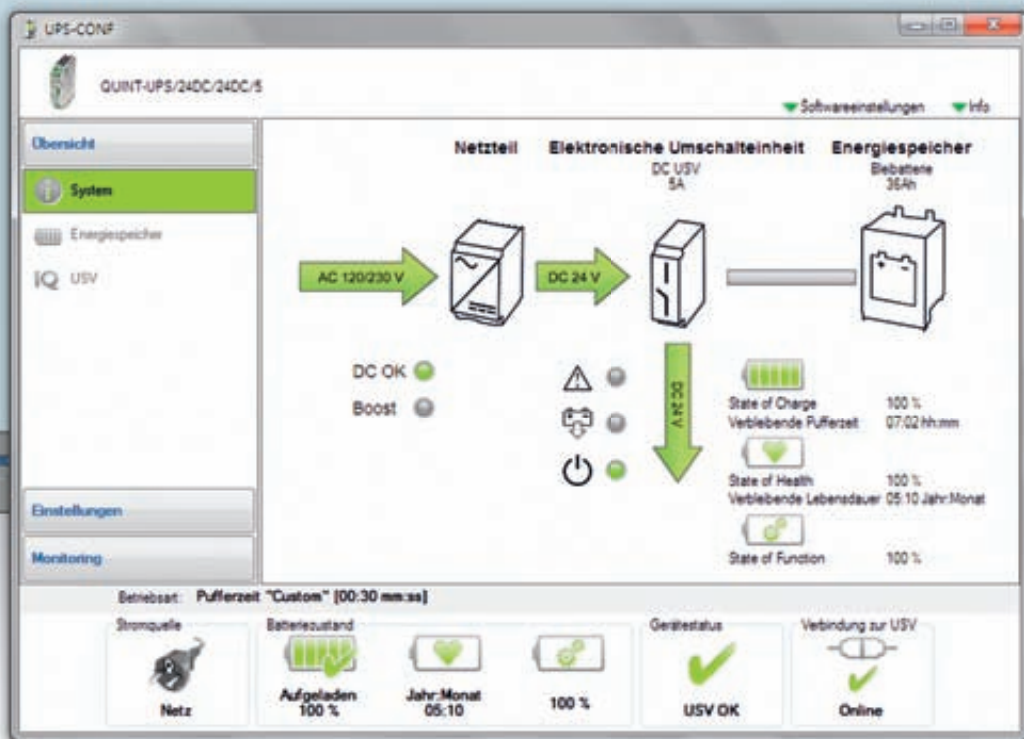 UPS-CONF
QUINT-UPS/24DC/24DC/5
Softwareeinstellungen Info
Übersicht
System
Energiespeicher
IQ USV
Einstellungen
Monitoring
Netzteil Elektronische Umschalteinheit Energiespeicher
DC USV Bleibatterie
5A 36Ah
AC 120/230 V DC 24 V
DC OK
Boost
DC 24 V
State of Charge 100 %
Verbleibende Pufferzeit 07:02 hh:mm
State of Health 100 %
Verbleibende Lebensdauer 05:10 Jahr:Monat
State of Function 100 %
Betriebsart: Pufferzeit "Custom" [00:30 mm:ss]
Stromquelle Batteriezustand Gerätestatus Verbindung zur USV
Netz
Aufgeladen
100 %
Jahr:Monat
05:10
100 %
USV OK
Online